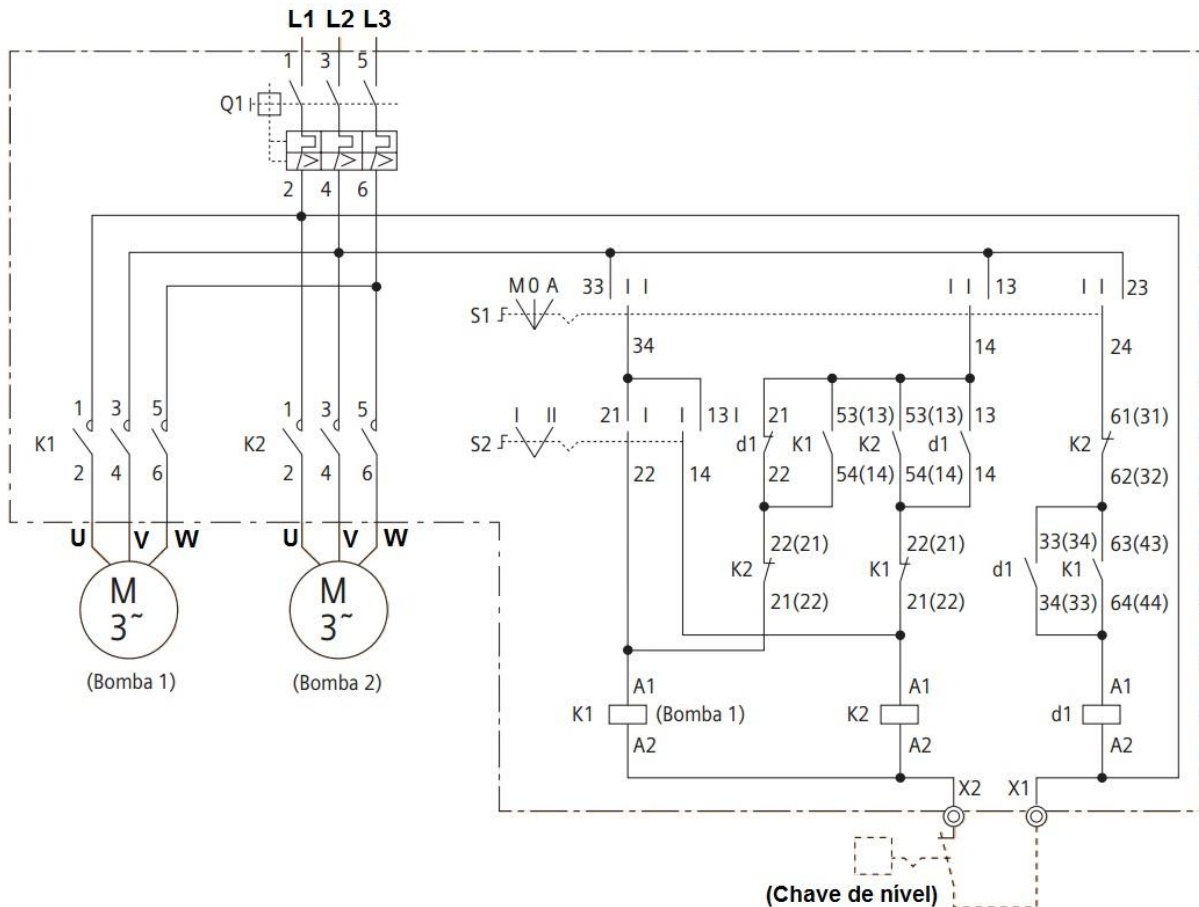 L1 L2 L3
1 3 5
Q1
2 4 6
M 0 A 33 I I I I 13 I I 23
S1
34 14 24
1 3 5 1 3 5 I II 21 I I 13 I 21 53(13) 53(13) 13 61(31)
K1 K2 S2 d1 K1 K2 d1 K2
2 4 6 2 4 6 22 14 22 54(14) 54(14) 14 62(32)
U V W U V W
22(21) 22(21) 33(34) 63(43)
K2 K1 d1 K1
21(22) 21(22) 34(33) 64(44)
M M
3~ 3~
(Bomba 1) (Bomba 2)
A1 A1 A1
K1 (Bomba 1) K2 d1
A2 A2 A2
X2 X1
(Chave de nível)